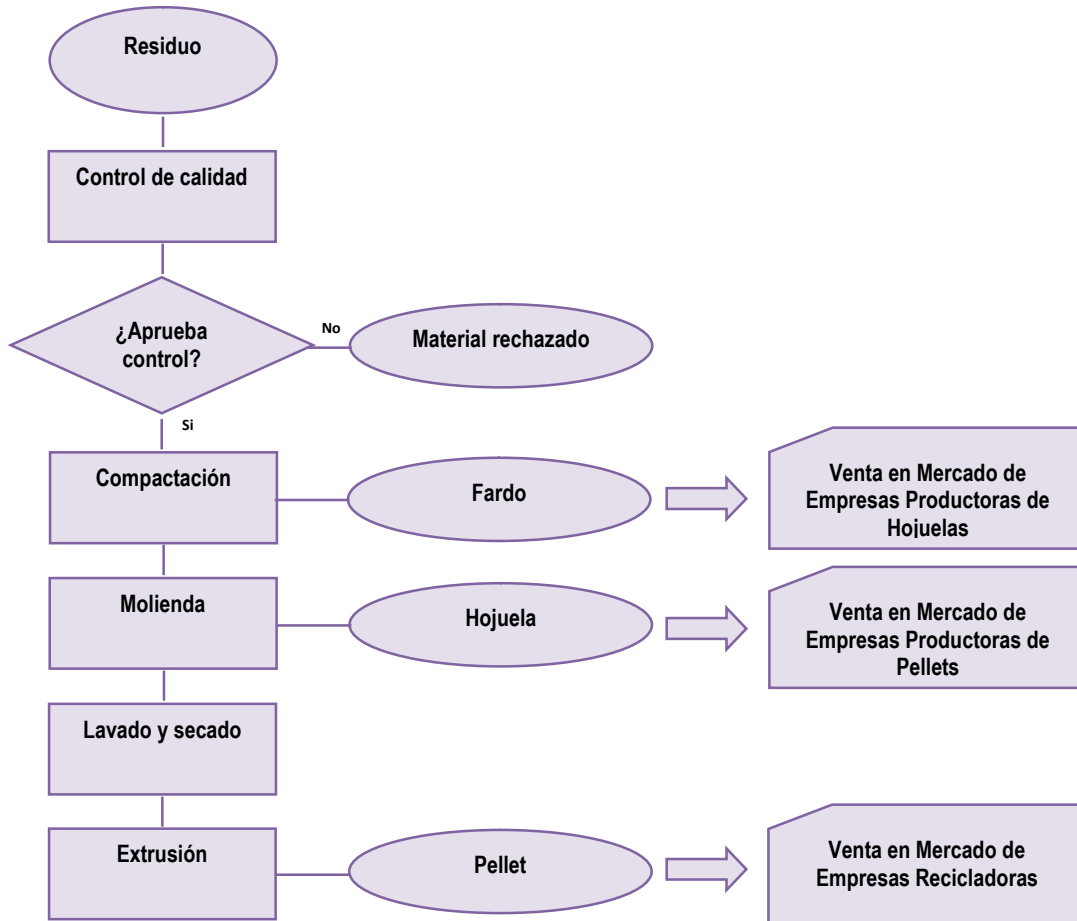 Residuo
Control de calidad
¿Aprueba
control?
No
Material rechazado
Si
Compactación
Fardo
Venta en Mercado de
Empresas Productoras de
Hojuelas
Molienda
Hojuela
Venta en Mercado de
Empresas Productoras de
Pellets
Lavado y secado
Extrusión
Pellet
Venta en Mercado de
Empresas Recicladoras